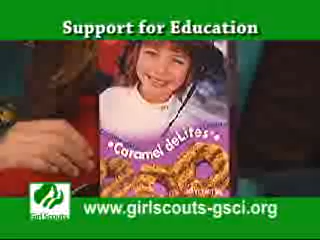 Support for Education
Caramel deLites
Girl Scouts
www.girlscouts-gsci.org